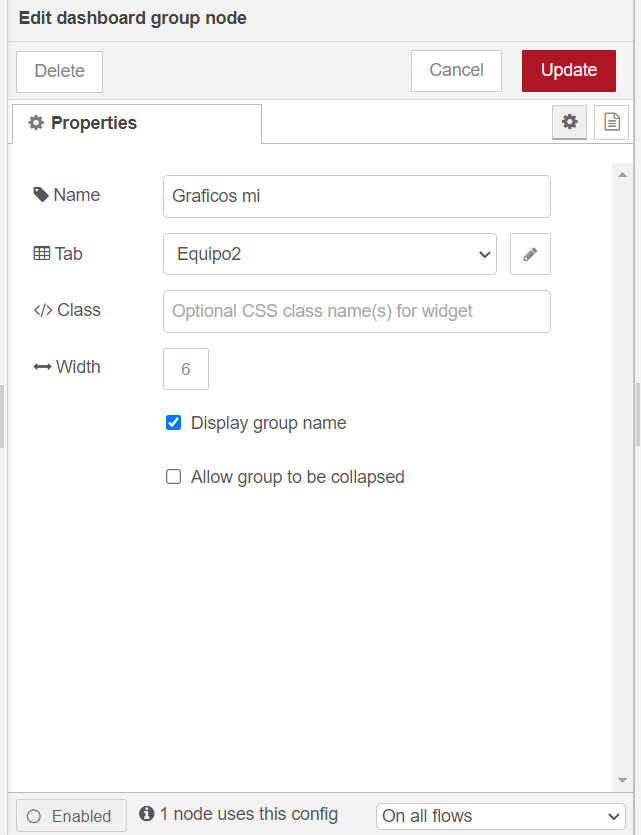 Edit dashboard group node
Delete
Cancel
Update
Properties
Name
Graficos mi
Tab
Equipo2
</> Class
Optional CSS class name(s) for widget
Width
6
Display group name
Allow group to be collapsed
Enabled
1 node uses this config
On all flows